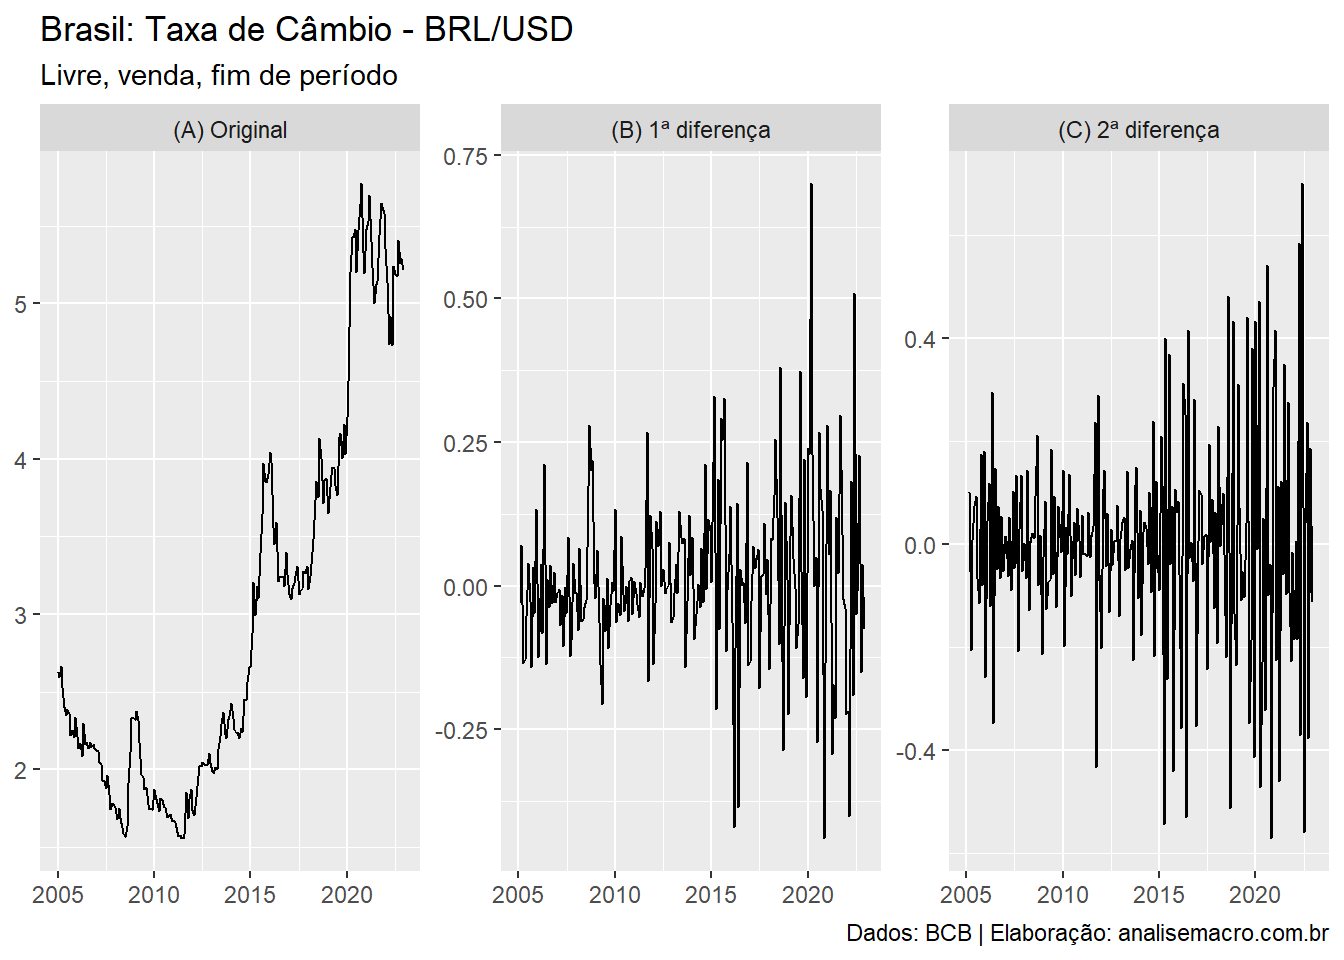 Brasil: Taxa de Câmbio - BRL/USD
Livre, venda, fim de período
(A) Original
(B) 1ª diferença
(C) 2ª diferença
5
4
3
2
2005 2010 2015 2020
0.75
0.50
0.25
0.00
-0.25
2005 2010 2015 2020
0.4
0.0
-0.4
2005 2010 2015 2020
Dados: BCB | Elaboração: analisemacro.com.br